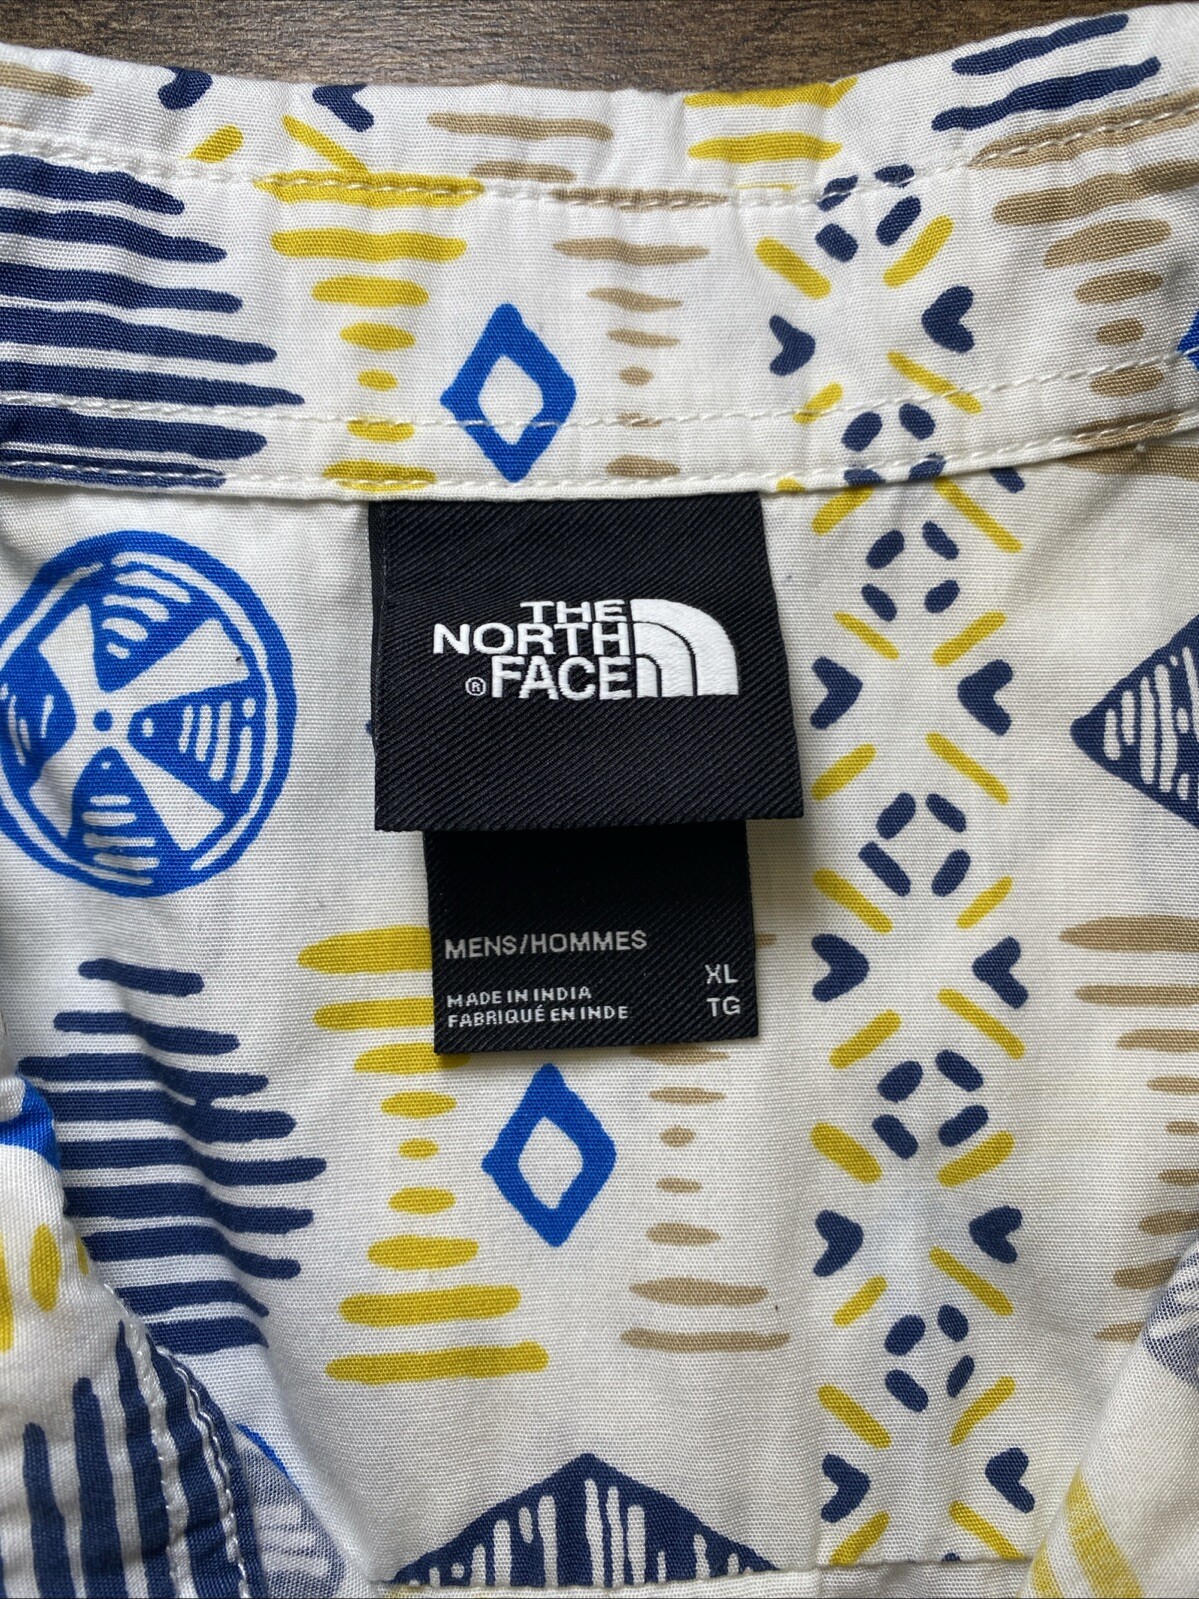 THE
NORTH
® FACE
MENS/HOMMES
XL
MADE IN INDIA
FABRIQUÉ EN INDE
TG